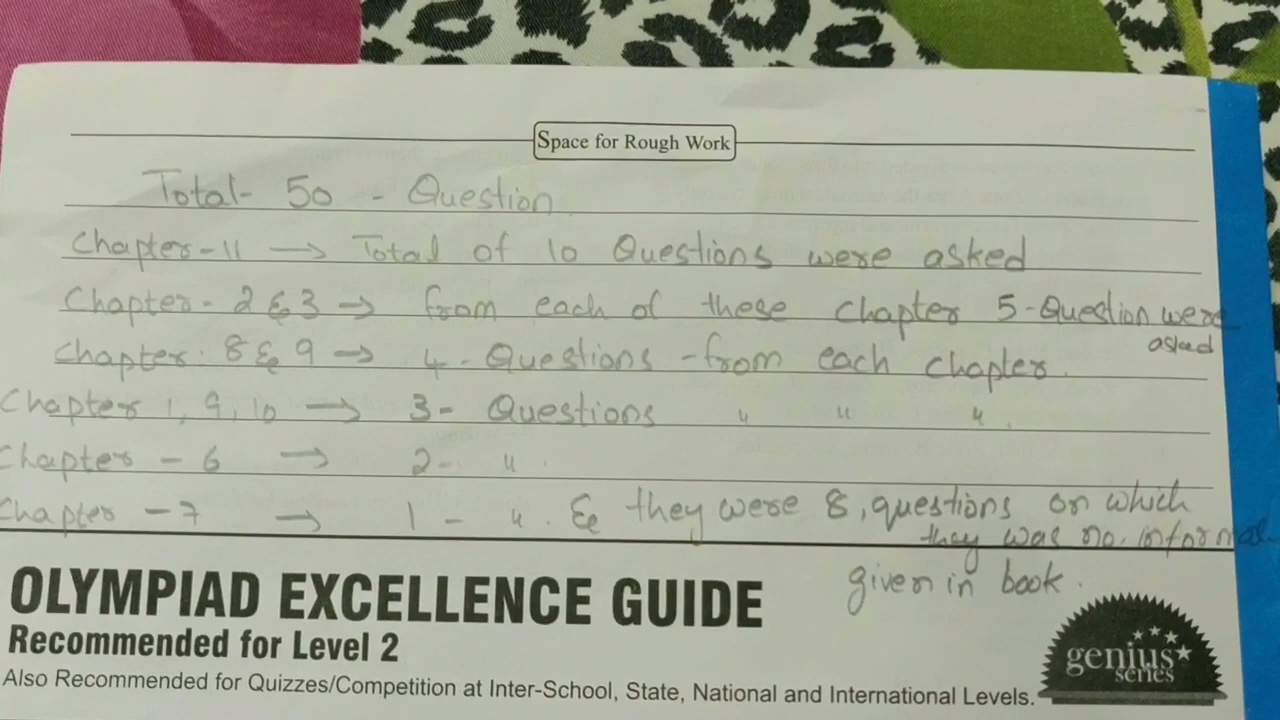 Space for Rough Work
Total- 50 - Question
Chapter-11 → Total of 10 Questions were asked
Chapter- 2 & 3 → from each of these chapter 5-Question were
asked
Chapter. 8 & 9 → 4-Questions -from each chapter.
Chapter 1, 9, 10 → 3- Questions " " ".
Chapter - 6 → 2- " .
Chapter -7 → 1 - " . & they were 8, questions on which
they was no. informat
given in book.
OLYMPIAD EXCELLENCE GUIDE
Recommended for Level 2
Also Recommended for Quizzes/Competition at Inter-School, State, National and International Levels.
genius
series